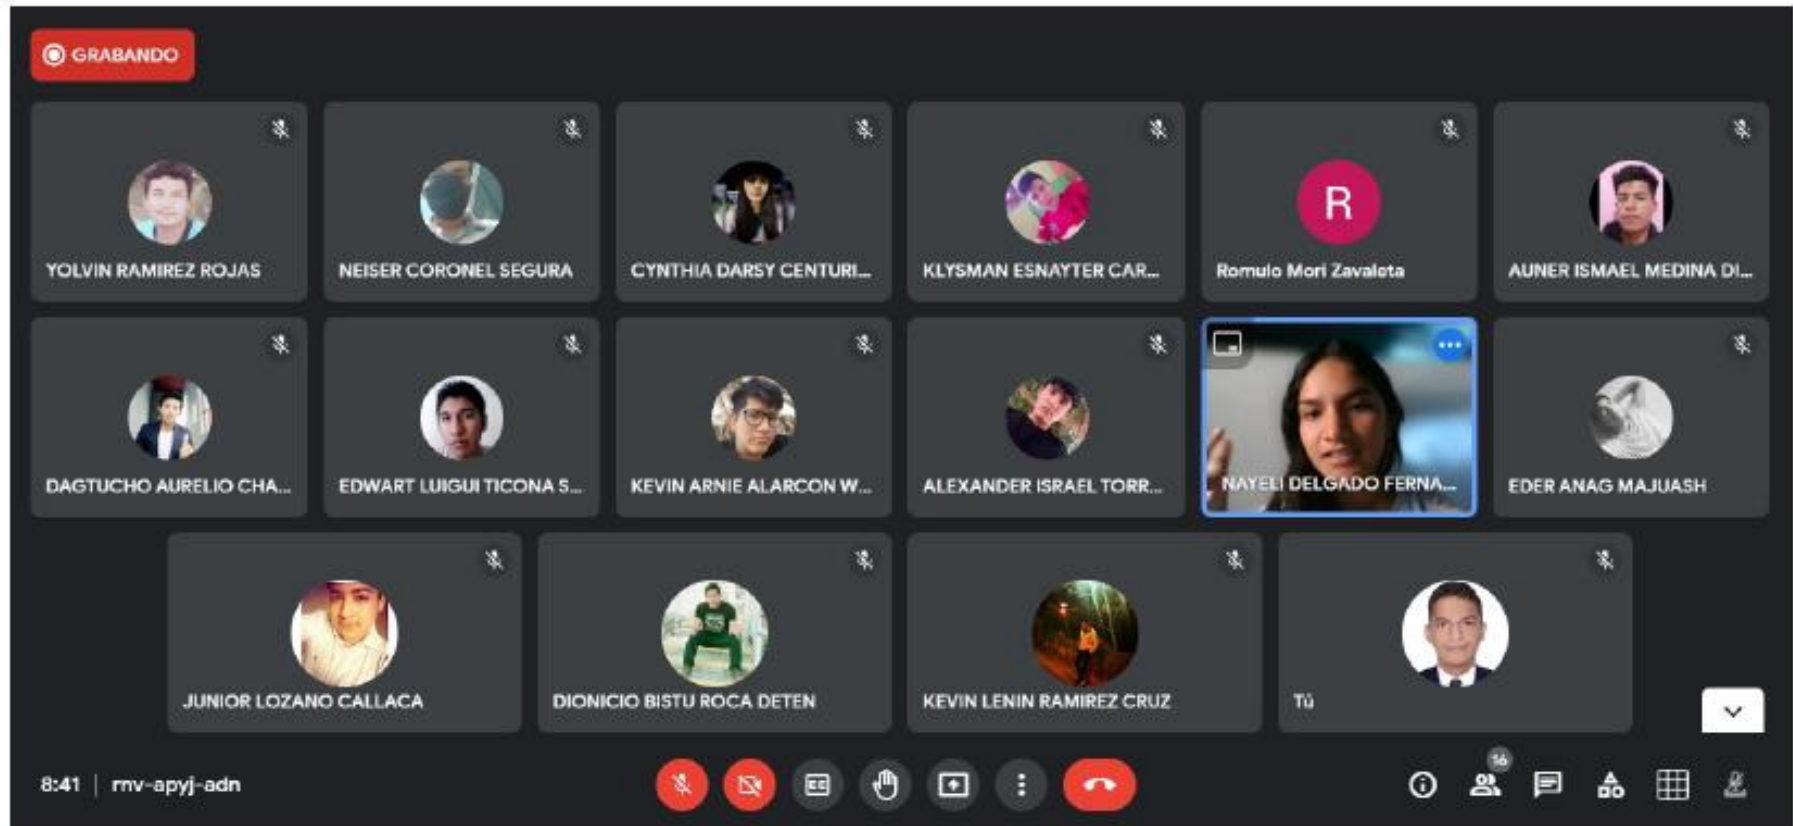 GRABANDO
YOLVIN RAMIREZ ROJAS
NEISER CORONEL SEGURA
CYNTHIA DARSY CENTURI...
KLYSMAN ESNAYTER CAR...
R
Romulo Mori Zavaleta
AUNER ISMAEL MEDINA DI...
DAGTUCHO AURELIO CHA...
EDWART LUIGUI TICONA S...
KEVIN ARNIE ALARCON W...
ALEXANDER ISRAEL TORR...
NAYELI DELGADO FERNA...
EDER ANAG MAJUASH
JUNIOR LOZANO CALLACA
DIONICIO BISTU ROCA DETEN
KEVIN LENIN RAMIREZ CRUZ
Tú
8:41 | rnv-apyj-adn
CC
16